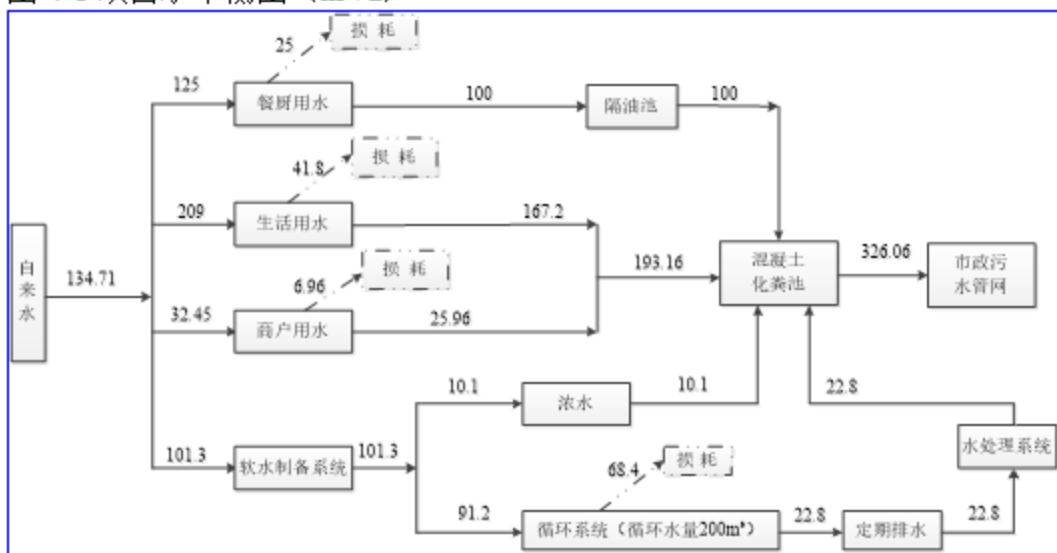 损 耗
25
125
餐厨用水
100
隔油池
100
损 耗
41.8
209
生活用水
167.2
自来水
134.71
损 耗
6.96
193.16
混凝土
化粪池
326.06
市政污
水管网
32.45
商户用水
25.96
10.1
浓水
10.1
22.8
101.3
软水制备系统
101.3
水处理系统
损 耗
68.4
91.2
循环系统（循环水量200m³）
22.8
定期排水
22.8